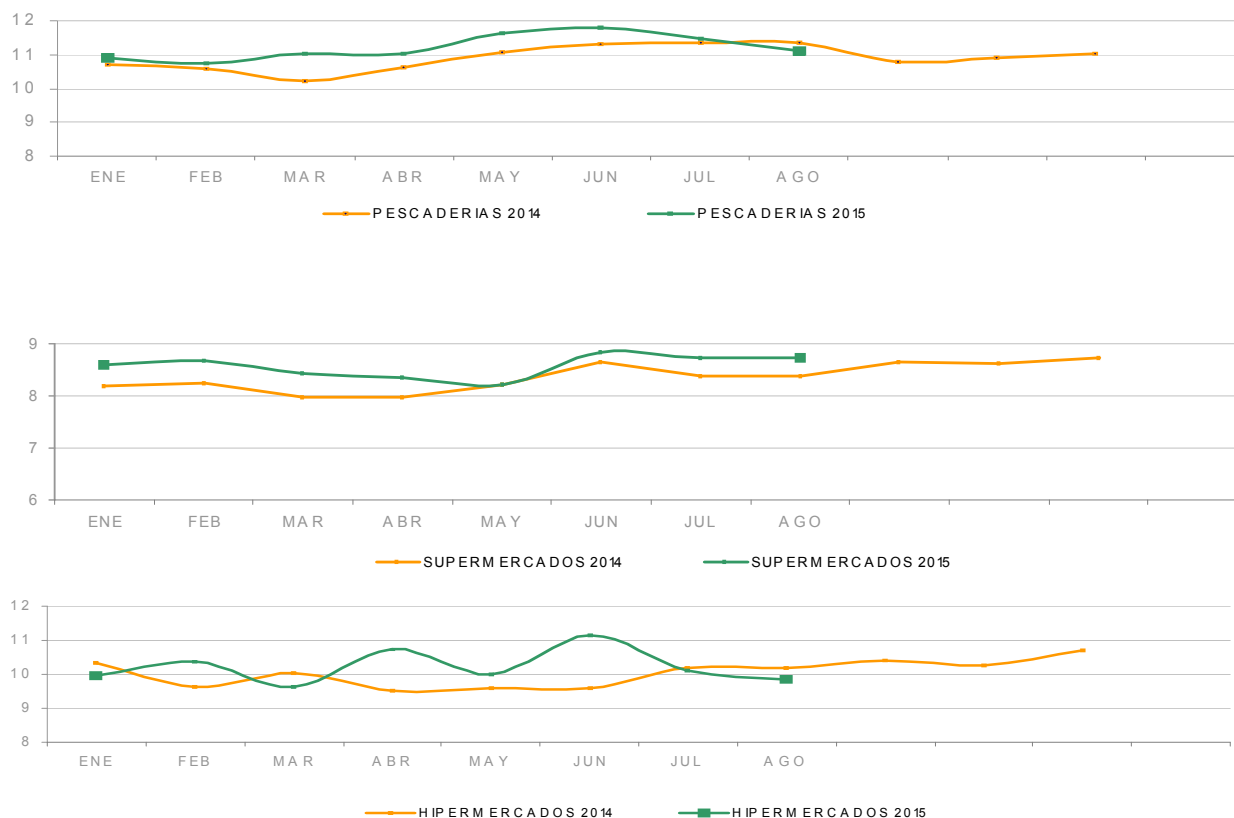 12
11
10
9
8
ENE FEB MAR ABR MAY JUN JUL AGO
PESCADERIAS 2014 PESCADERIAS 2015
9
8
7
6
ENE FEB MAR ABR MAY JUN JUL AGO
SUPERMERCADOS 2014 SUPERMERCADOS 2015
12
11
10
9
8
ENE FEB MAR ABR MAY JUN JUL AGO
HIPERMERCADOS 2014 HIPERMERCADOS 2015